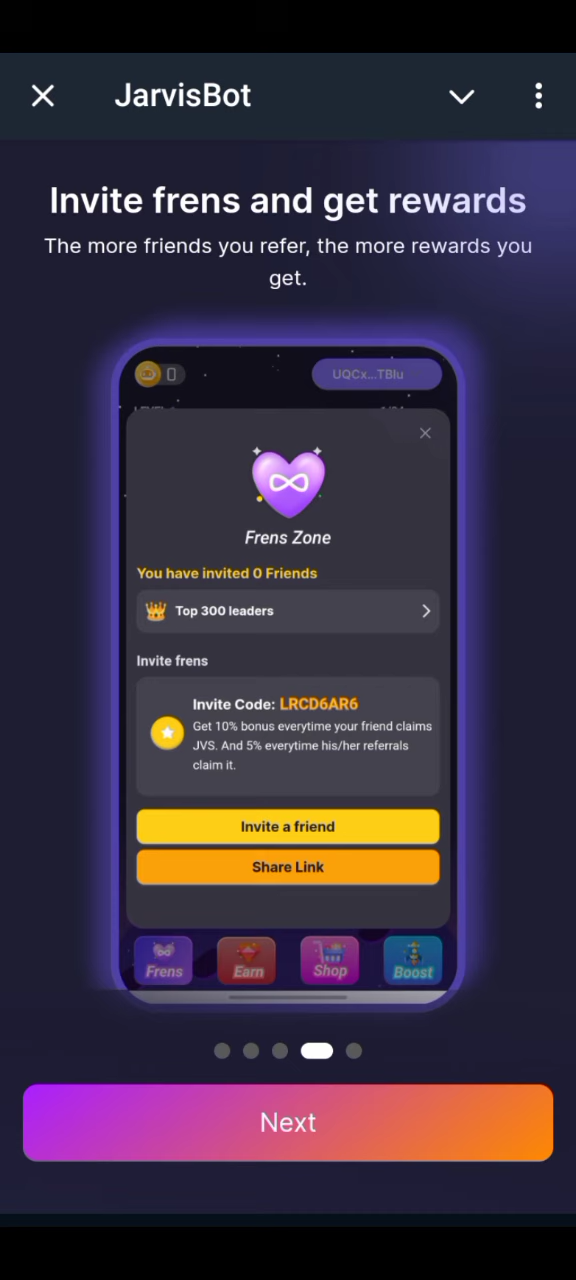 JarvisBot
Invite frens and get rewards
The more friends you refer, the more rewards you
get.
0
UQCx...TBIu
Frens Zone
You have invited 0 Friends
Top 300 leaders
Invite frens
Invite Code: LRCD6AR6
Get 10% bonus everytime your friend claims
JVS. And 5% everytime his/her referrals
claim it.
Invite a friend
Share Link
Frens
Earn
Shop
Boost
Next